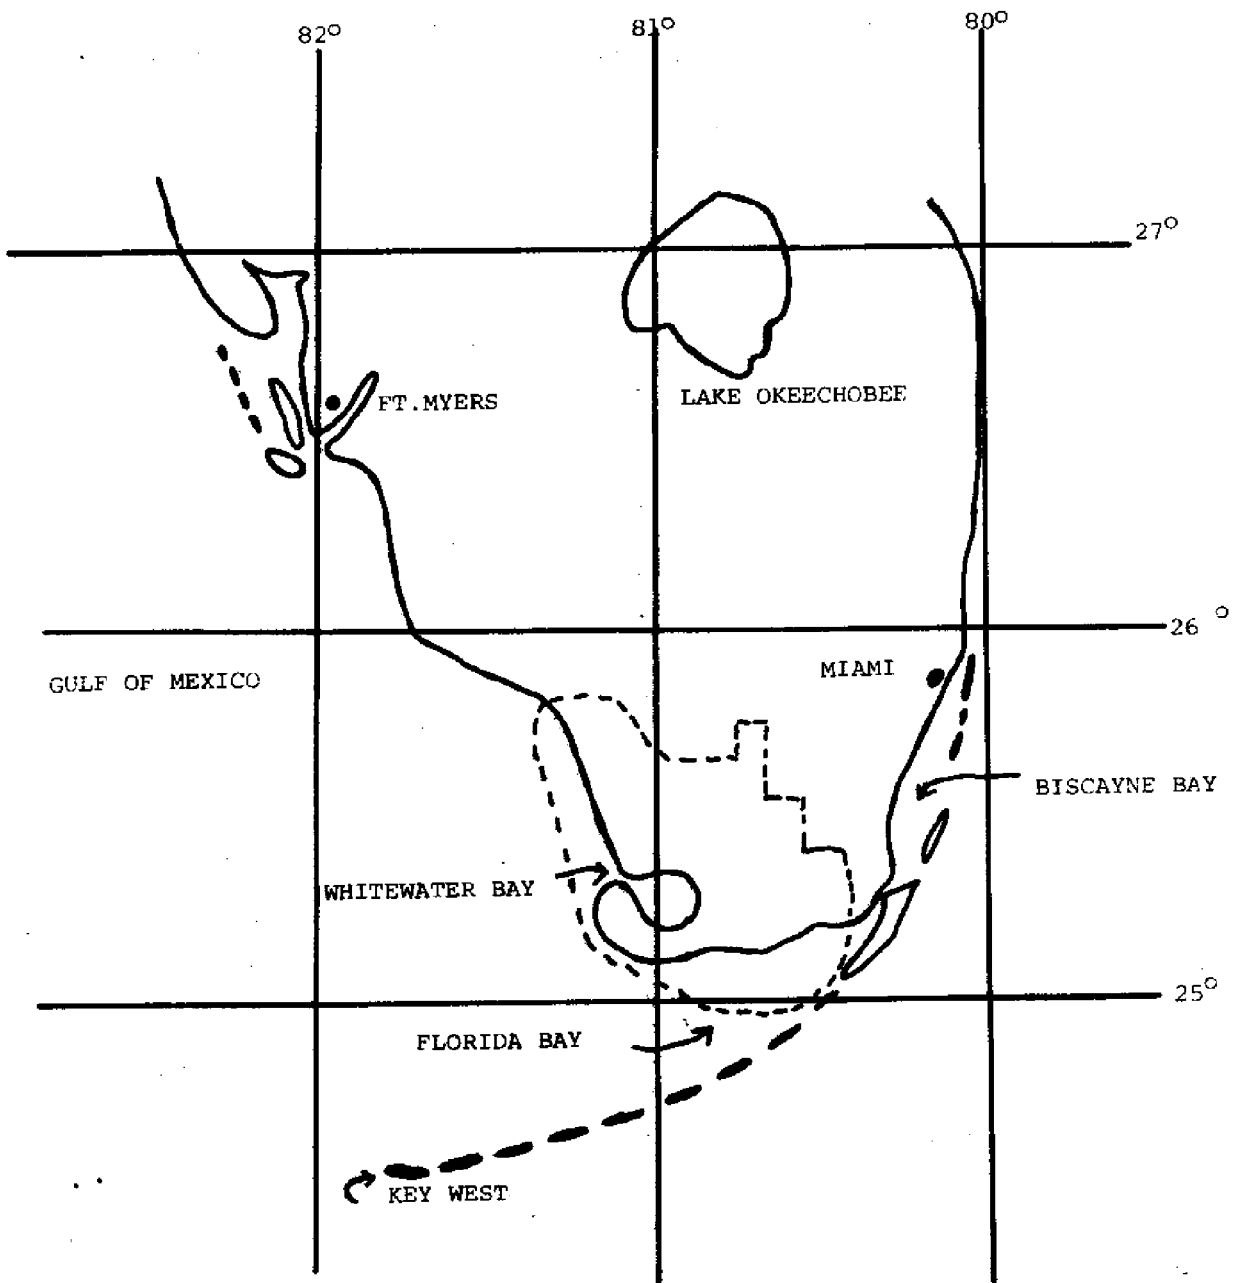 82°
81°
80°
27°
FT.MYERS
LAKE OKEECHOBEE
26 °
MIAMI
GULF OF MEXICO
BISCAYNE BAY
WHITEWATER BAY
25°
FLORIDA BAY
KEY WEST